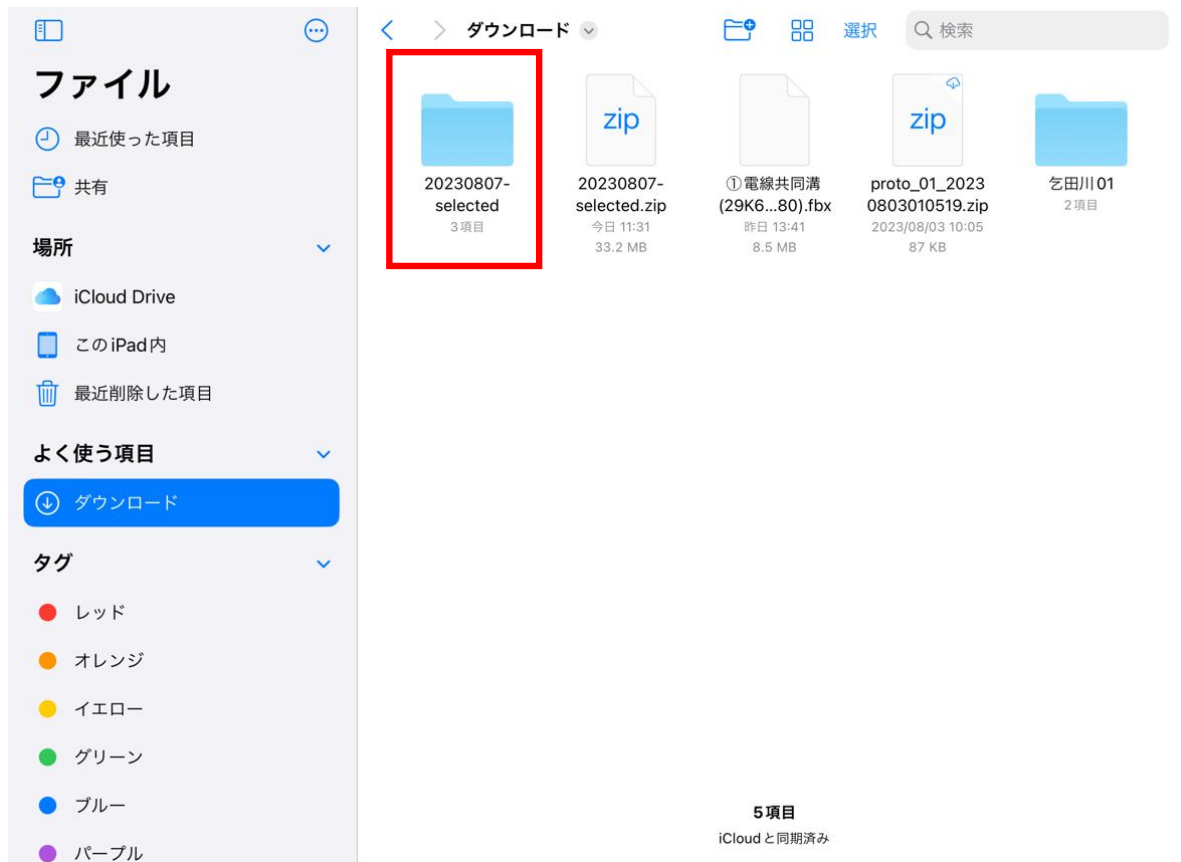 ファイル
最近使った項目
共有
場所
iCloud Drive
このiPad内
最近削除した項目
よく使う項目
ダウンロード
タグ
レッド
オレンジ
イエロー
グリーン
ブルー
パープル
ダウンロード
選択
検索
20230807-
selected
3項目
zip
20230807-
selected.zip
今日 11:31
33.2 MB
①電線共同溝
(29K6...80).fbx
昨日 13:41
8.5 MB
zip
proto_01_2023
0803010519.zip
2023/08/03 10:05
87 KB
乞田川01
2項目
5項目
iCloudと同期済み